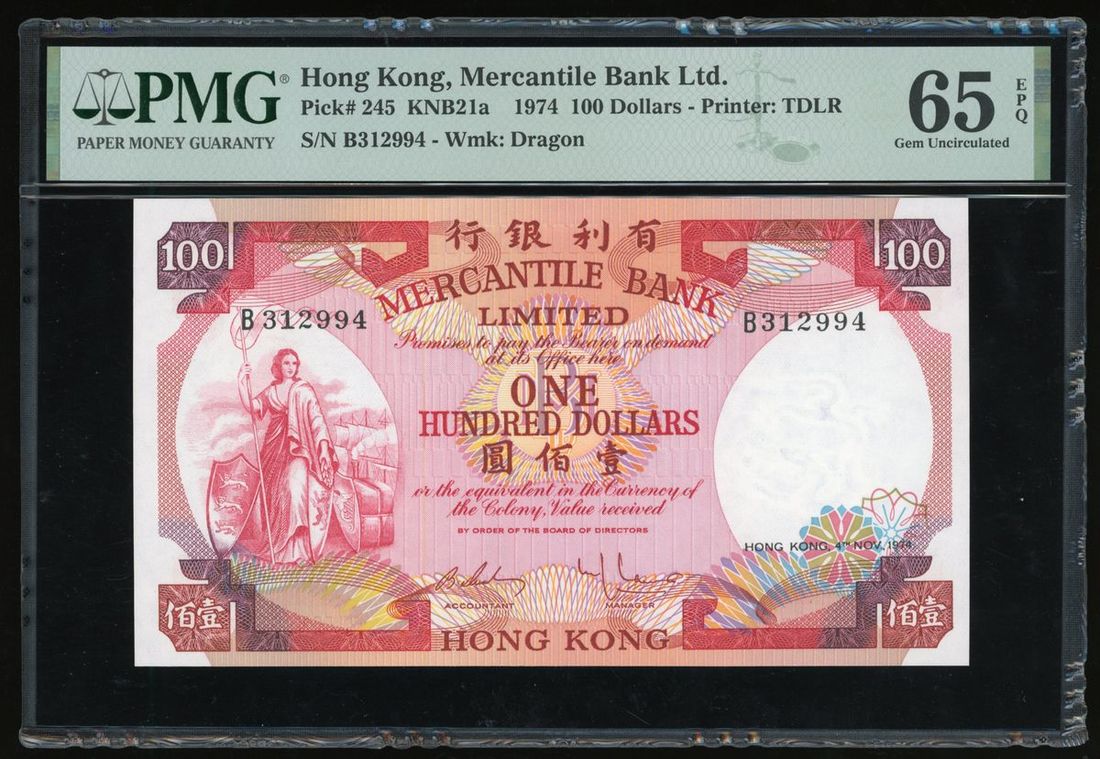 PMG®
PAPER MONEY GUARANTY
Hong Kong, Mercantile Bank Ltd.
Pick# 245 KNB21a 1974 100 Dollars - Printer: TDLR
S/N B312994 - Wmk: Dragon
65 EPQ
Gem Uncirculated
行銀利有
100
100
MERCANTILE BANK
LIMITED
B312994
B312994
Promises to pay the Bearer on demand
at its Office here
ONE
HUNDRED DOLLARS
圓佰壹
or the equivalent in the Currency of
the Colony, Value received
BY ORDER OF THE BOARD OF DIRECTORS
HONG KONG, 4TH NOV. 1974
ACCOUNTANT
MANAGER
佰壹
佰壹
HONG KONG